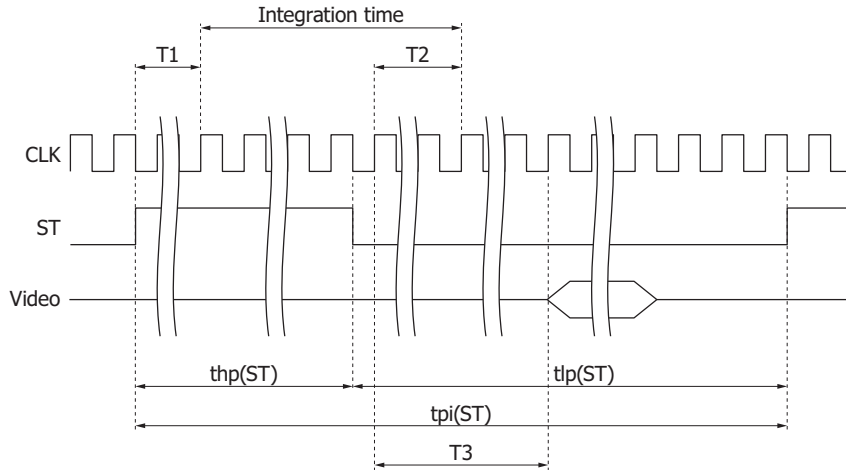 Integration time
T1
T2
CLK
ST
Video
thp(ST)
tlp(ST)
tpi(ST)
T3